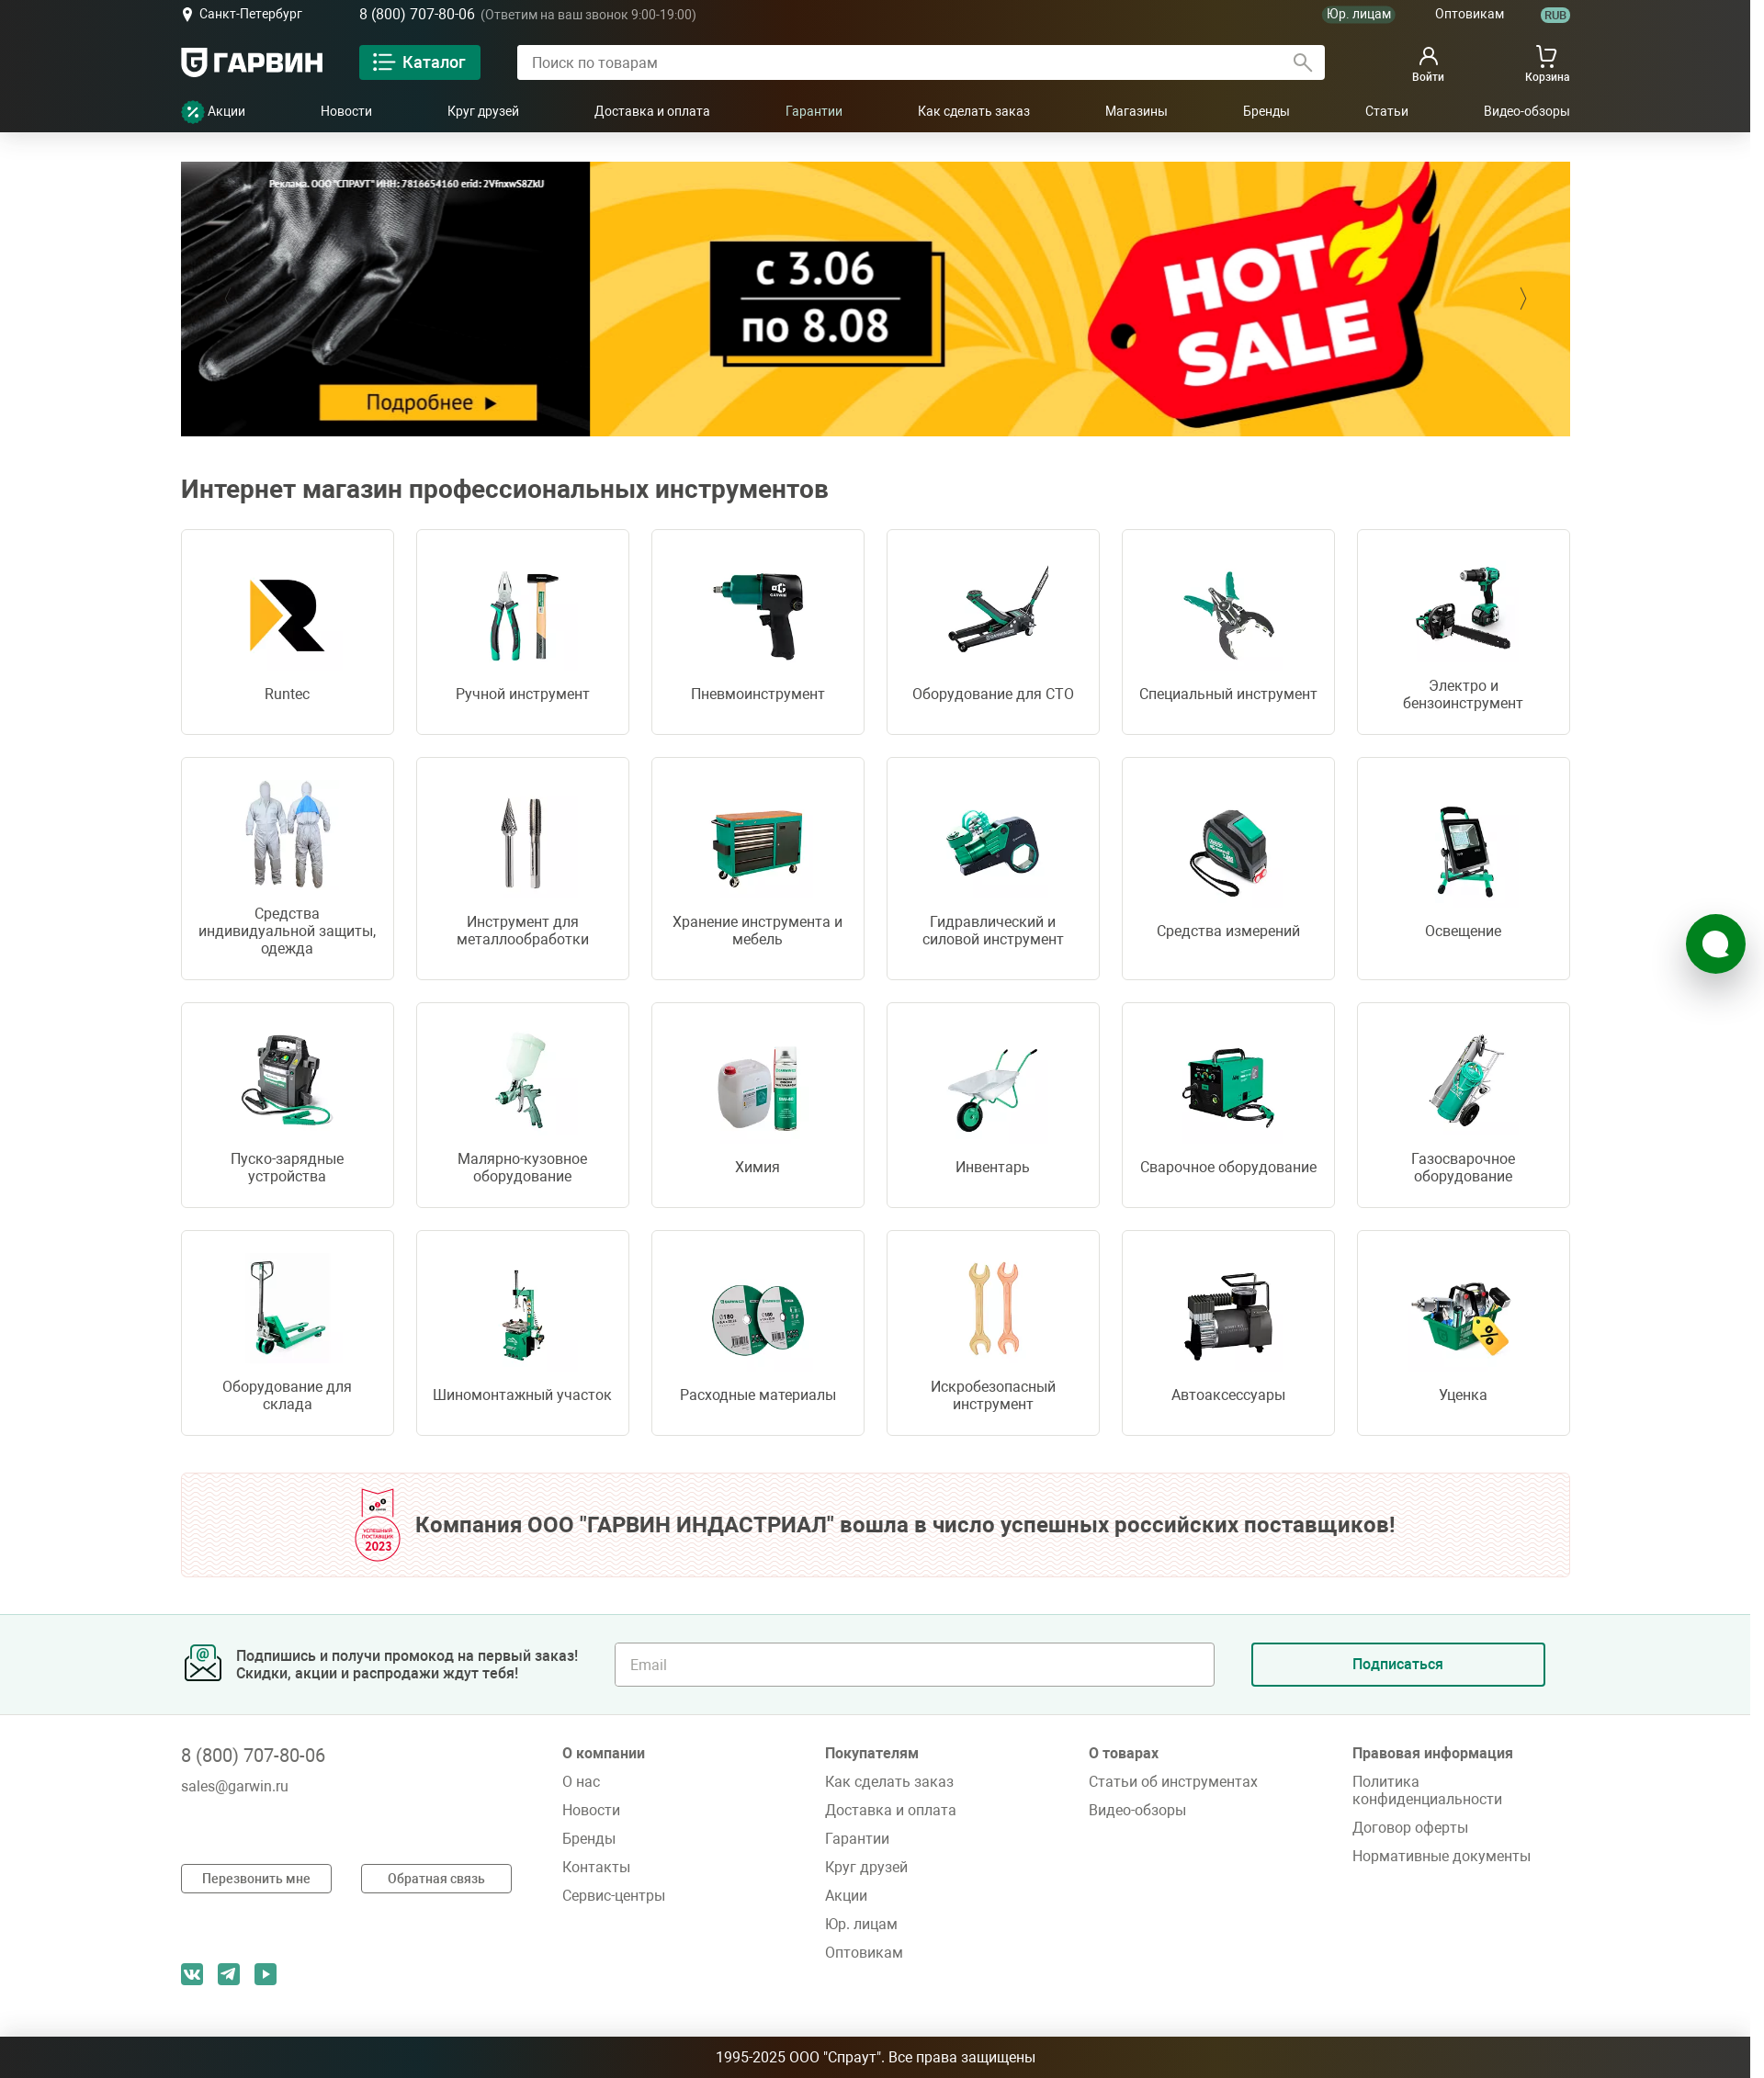 Санкт-Петербург
8 (800) 707-80-06 (Ответим на ваш звонок 9:00-19:00)
Юр. лицам
Оптовикам
RUB
ГАРВИН
Каталог
Поиск по товарам
Войти
Корзина
Акции
Новости
Круг друзей
Доставка и оплата
Гарантии
Как сделать заказ
Магазины
Бренды
Статьи
Видео-обзоры
Реклама. ООО "СПРАУТ" ИНН: 7816654160 erid: 2VfnxwS8ZkU
Подробнее
с 3.06
по 8.08
HOT
SALE
Интернет магазин профессиональных инструментов
Runtec
Ручной инструмент
Пневмоинструмент
Оборудование для СТО
Специальный инструмент
Электро и
бензоинструмент
Средства
индивидуальной защиты,
одежда
Инструмент для
металлообработки
Хранение инструмента и
мебель
Гидравлический и
силовой инструмент
Средства измерений
Освещение
Пуско-зарядные
устройства
Малярно-кузовное
оборудование
Химия
Инвентарь
Сварочное оборудование
Газосварочное
оборудование
Оборудование для
склада
Шиномонтажный участок
Расходные материалы
Искробезопасный
инструмент
Автоаксессуары
%
Уценка
УСПЕШНЫЙ
ПОСТАВЩИК
2023
Компания ООО "ГАРВИН ИНДАСТРИАЛ" вошла в число успешных российских поставщиков!
Подпишись и получи промокод на первый заказ!
Скидки, акции и распродажи ждут тебя!
Email
Подписаться
8 (800) 707-80-06
sales@garwin.ru
Перезвонить мне
Обратная связь
О компании
О нас
Новости
Бренды
Контакты
Сервис-центры
Покупателям
Как сделать заказ
Доставка и оплата
Гарантии
Круг друзей
Акции
Юр. лицам
Оптовикам
О товарах
Статьи об инструментах
Видео-обзоры
Правовая информация
Политика
конфиденциальности
Договор оферты
Нормативные документы
1995-2025 ООО "Спраут". Все права защищены